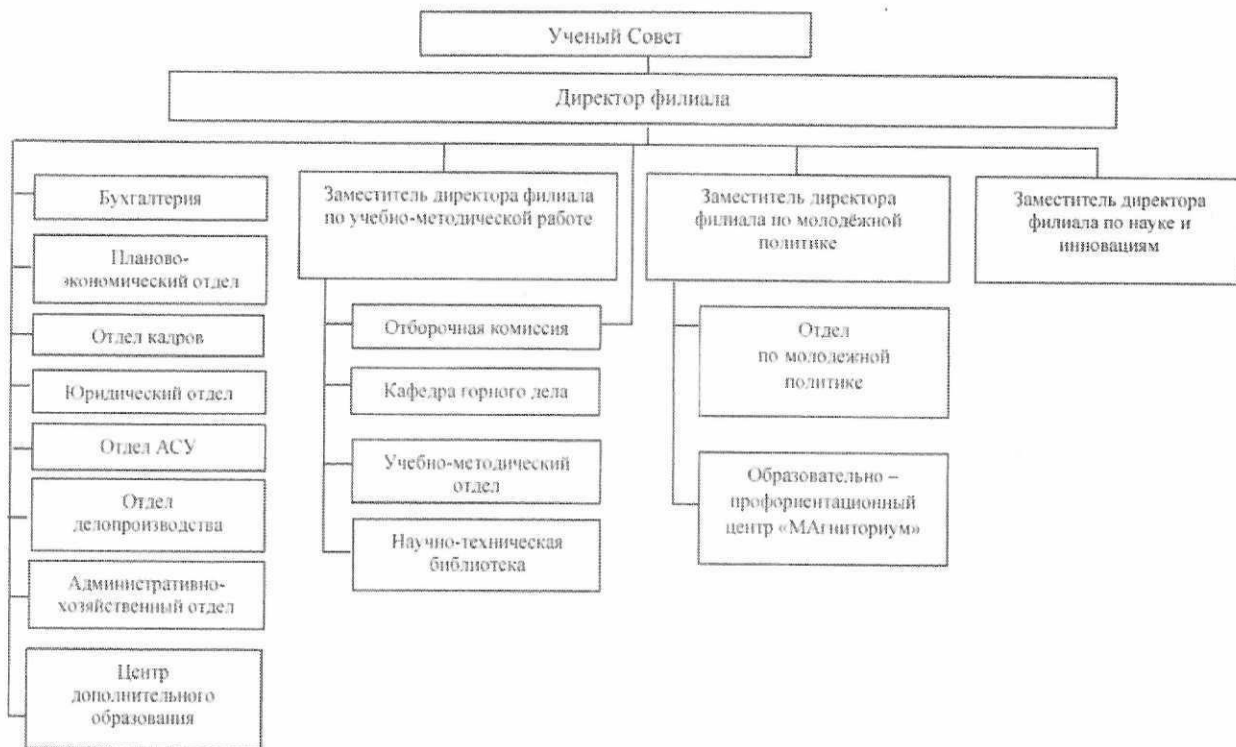 Ученый Совет
Директор филиала
Бухгалтерия
Планово-
экономический отдел
Отдел кадров
Юридический отдел
Отдел АСУ
Отдел
делопроизводства
Административно-
хозяйственный отдел
Центр
дополнительного
образования
Заместитель директора филиала
по учебно-методической работе
Отборочная комиссия
Кафедра горного дела
Учебно-методический
отдел
Научно-техническая
библиотека
Заместитель директора
филиала по молодёжной
политике
Отдел
по молодежной
политике
Образовательно –
профориентационный
центр «МАгниториум»
Заместитель директора
филиала по науке и
инновациям